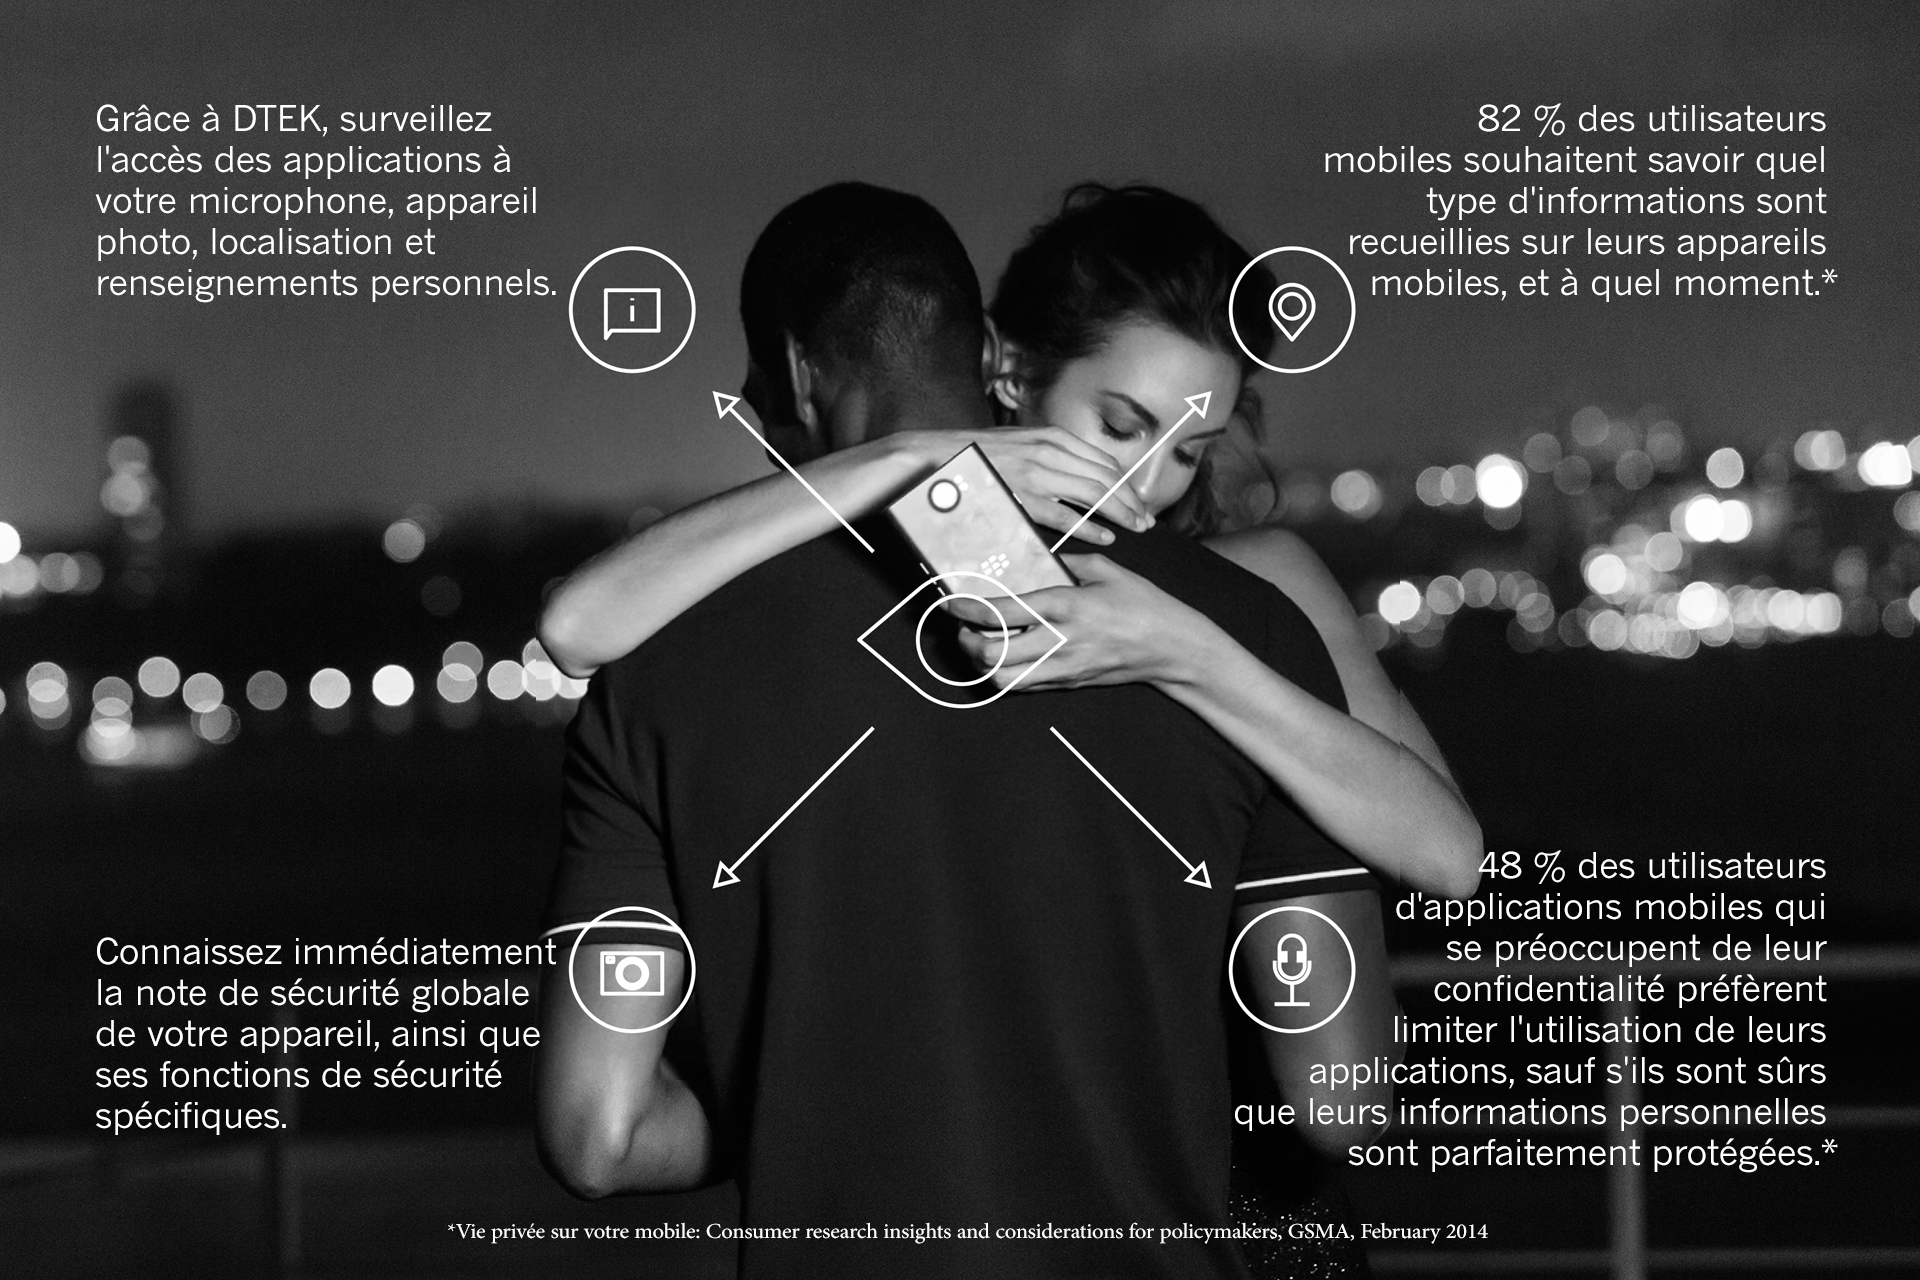 Grâce à DTEK, surveillez
l'accès des applications à
votre microphone, appareil
photo, localisation et
renseignements personnels.
82 % des utilisateurs
mobiles souhaitent savoir quel
type d'informations sont
recueillies sur leurs appareils
mobiles, et à quel moment.*
Connaissez immédiatement
la note de sécurité globale
de votre appareil, ainsi que
ses fonctions de sécurité
spécifiques.
48 % des utilisateurs
d'applications mobiles qui
se préoccupent de leur
confidentialité préfèrent
limiter l'utilisation de leurs
applications, sauf s'ils sont sûrs
que leurs informations personnelles
sont parfaitement protégées.*
*Vie privée sur votre mobile: Consumer research insights and considerations for policymakers, GSMA, February 2014